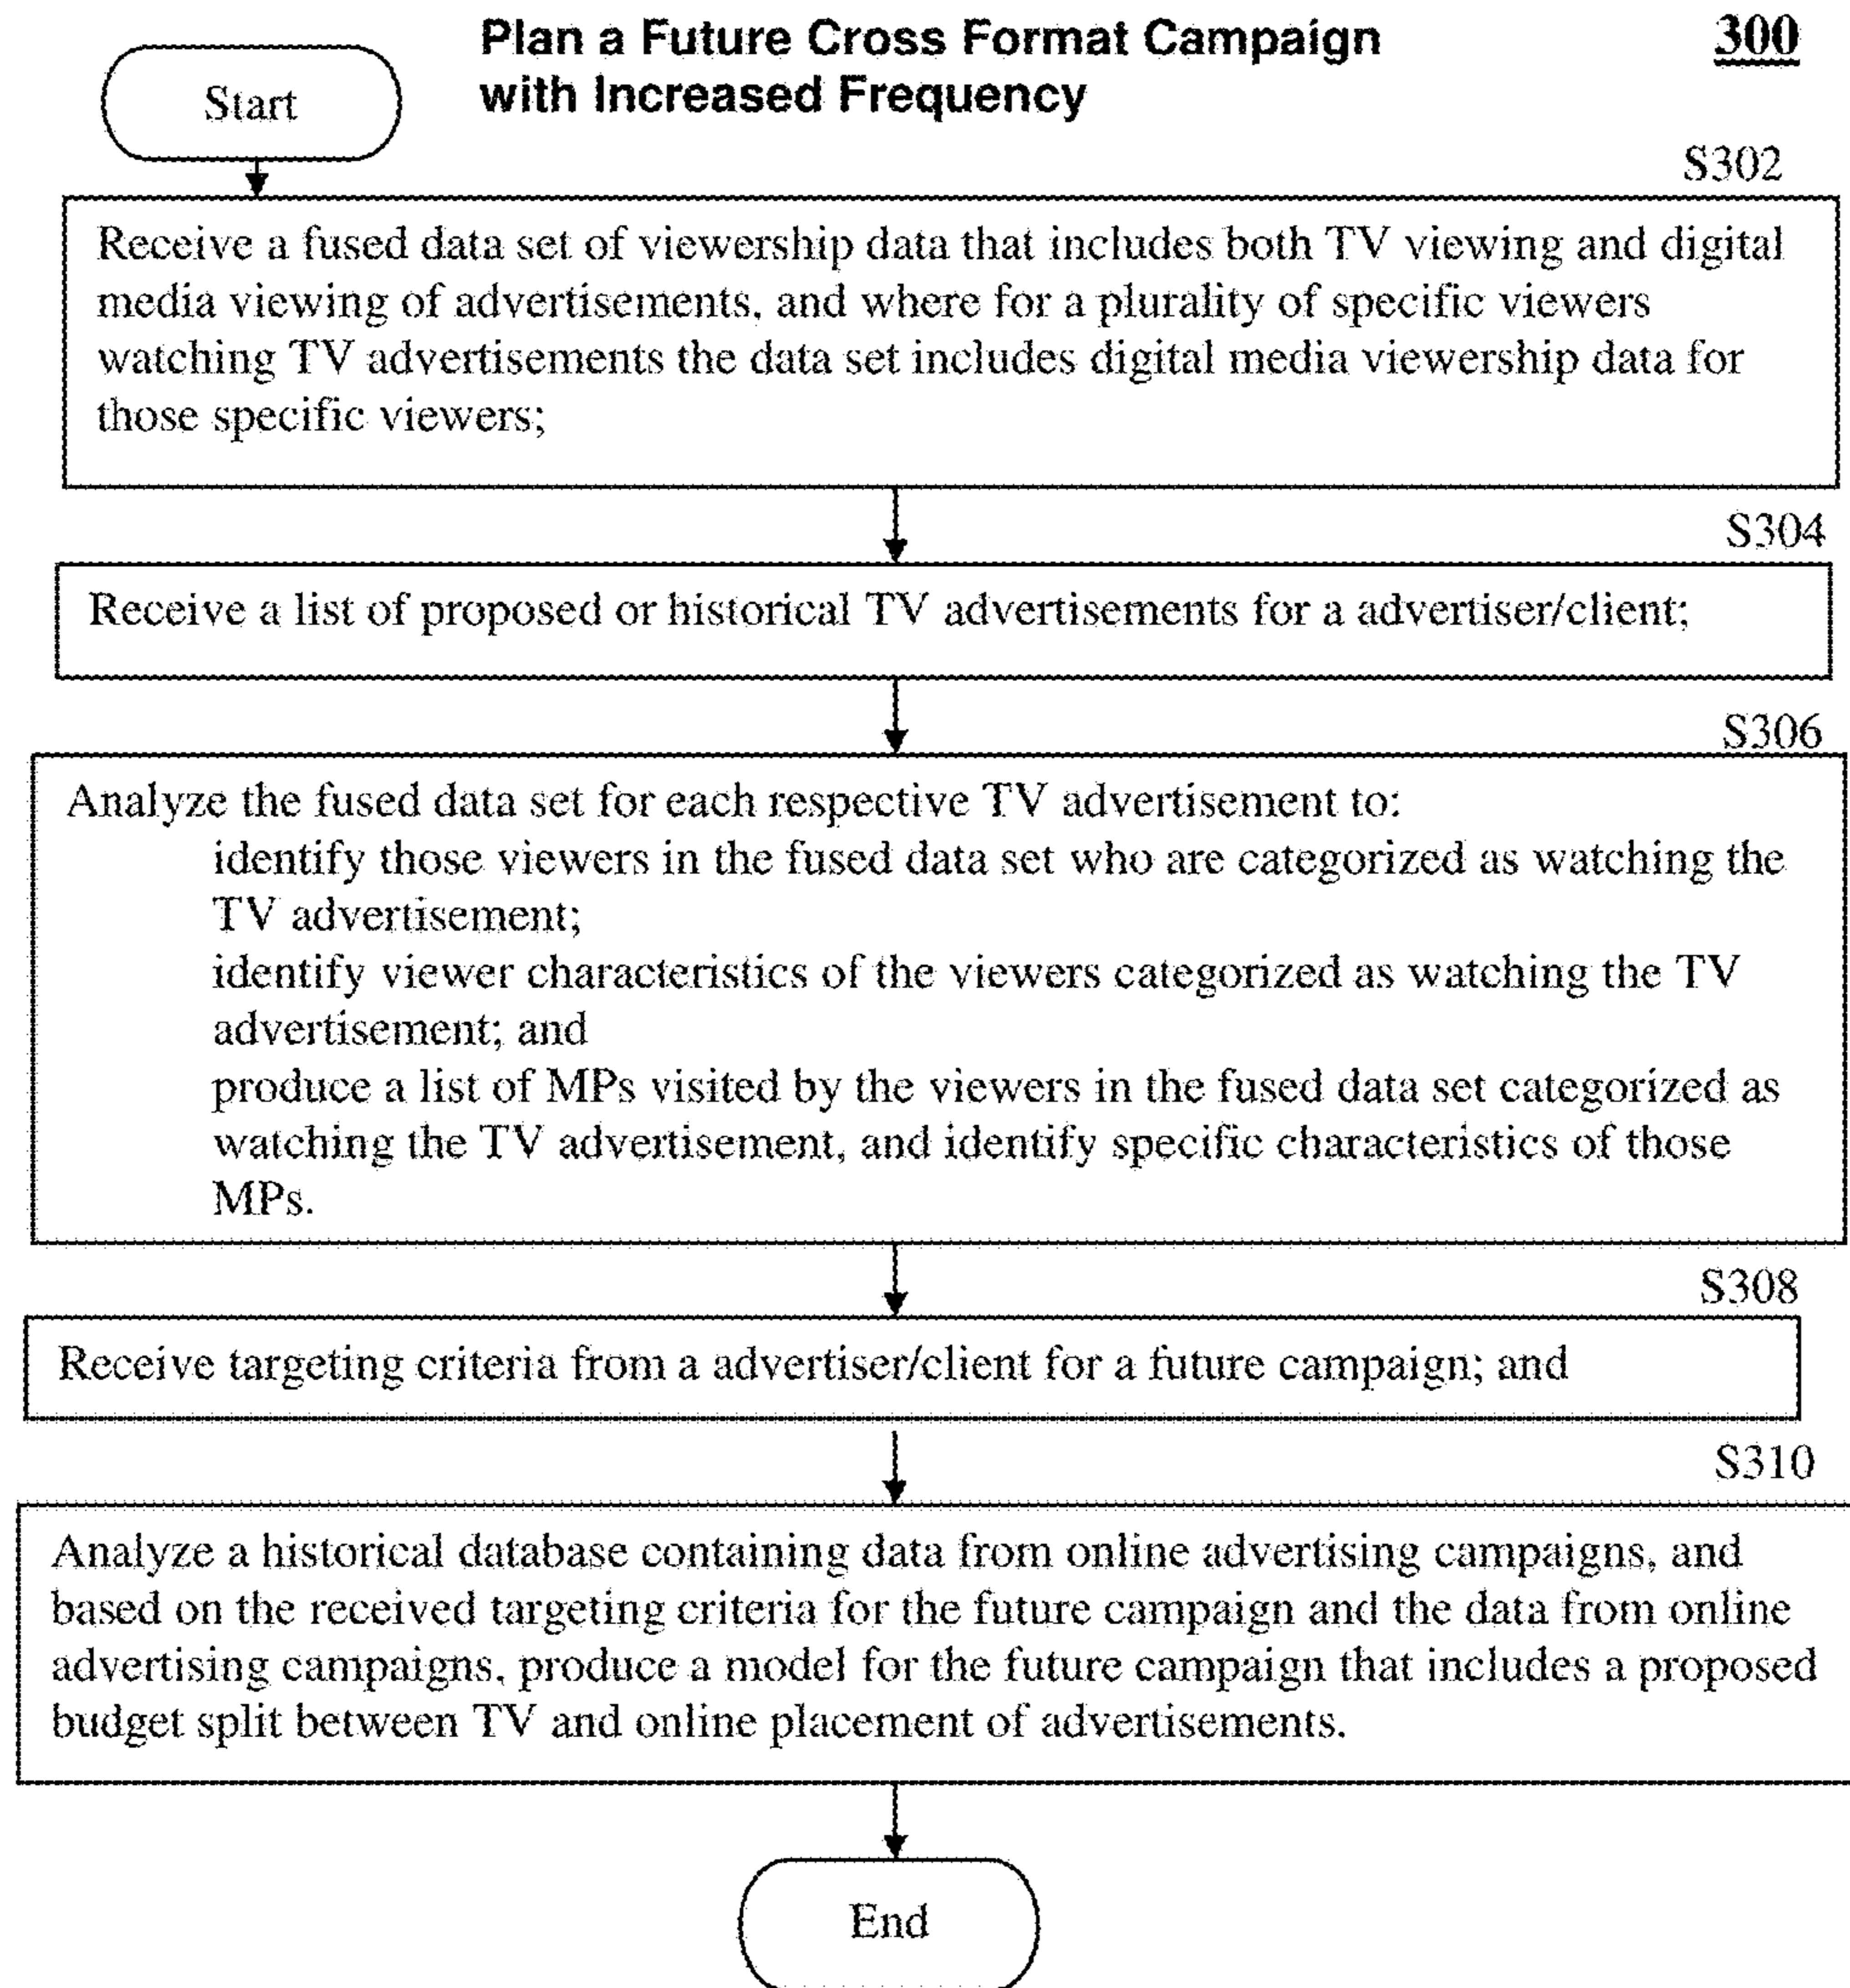 Plan a Future Cross Format Campaign
with Increased Frequency
300
Start
S302
Receive a fused data set of viewership data that includes both TV viewing and digital
media viewing of advertisements, and where for a plurality of specific viewers
watching TV advertisements the data set includes digital media viewership data for
those specific viewers;
S304
Receive a list of proposed or historical TV advertisements for a advertiser/client;
S306
Analyze the fused data set for each respective TV advertisement to:
identify those viewers in the fused data set who are categorized as watching the
TV advertisement;
identify viewer characteristics of the viewers categorized as watching the TV
advertisement; and
produce a list of MPs visited by the viewers in the fused data set categorized as
watching the TV advertisement, and identify specific characteristics of those
MPs.
S308
Receive targeting criteria from a advertiser/client for a future campaign; and
S310
Analyze a historical database containing data from online advertising campaigns, and
based on the received targeting criteria for the future campaign and the data from online
advertising campaigns, produce a model for the future campaign that includes a proposed
budget split between TV and online placement of advertisements.
End